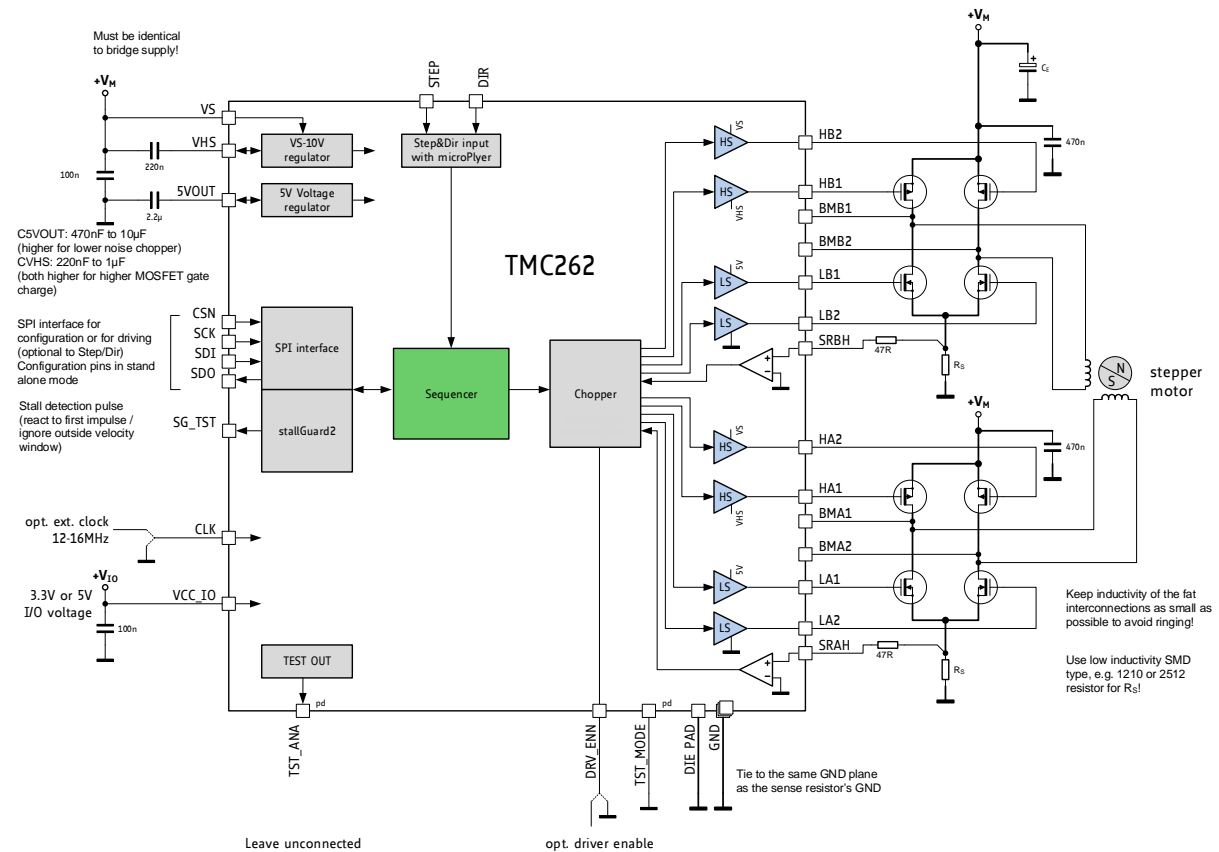 +VM
Must be identical
to bridge supply!
+VM
VS
VHS
220n
100n
5VOUT
2.2µ
C5VOUT: 470nF to 10µF
(higher for lower noise chopper)
CVHS: 220nF to 1µF
(both higher for higher MOSFET gate
charge)
VS-10V
regulator
5V Voltage
regulator
STEP
DIR
Step&Dir input
with microPlyer
TMC262
SPI interface for
configuration or for driving
(optional to Step/Dir)
Configuration pins in stand
alone mode
CSN
SCK
SDI
SDO
SPI interface
Stall detection pulse
(react to first impulse /
ignore outside velocity
window)
SG_TST
stallGuard2
Sequencer
Chopper
opt. ext. clock
12-16MHz
CLK
+VIO
3.3V or 5V
I/O voltage
VCC_IO
100n
TEST OUT
pd
TST_ANA
Leave unconnected
DRV_ENN
opt. driver enable
pd
TST_MODE
DIE PAD
GND
Tie to the same GND plane
as the sense resistor's GND
HS
VS
HB2
HS
VHS
HB1
BMB1
BMB2
LS
5V
LB1
LS
LB2
SRBH
+
-
47R
RS
CE
+
470n
N
S
stepper
motor
+VM
470n
HS
VS
HA2
HS
VHS
HA1
BMA1
BMA2
LS
5V
LA1
LS
LA2
SRAH
+
-
47R
RS
Keep inductivity of the fat
interconnections as small as
possible to avoid ringing!
Use low inductivity SMD
type, e.g. 1210 or 2512
resistor for RS!